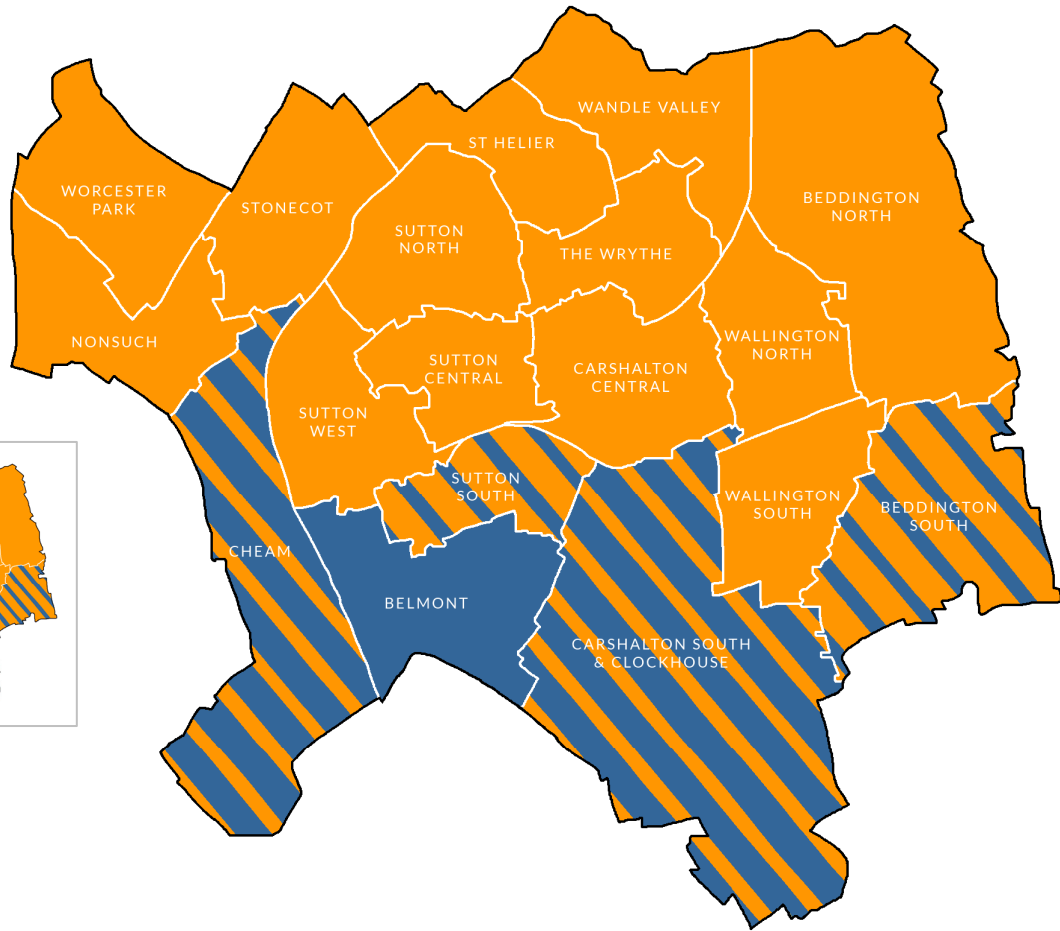 WANDLE VALLEY
ST HELIER
WORCESTER
PARK
STONECOT
BEDDINGTON
NORTH
SUTTON
NORTH
THE WRYTHE
NONSUCH
WALLINGTON
NORTH
SUTTON
CENTRAL
CARSHALTON
CENTRAL
SUTTON
WEST
SUTTON
SOUTH
WALLINGTON
SOUTH
BEDDINGTON
SOUTH
CHEAM
BELMONT
CARSHALTON SOUTH
& CLOCKHOUSE